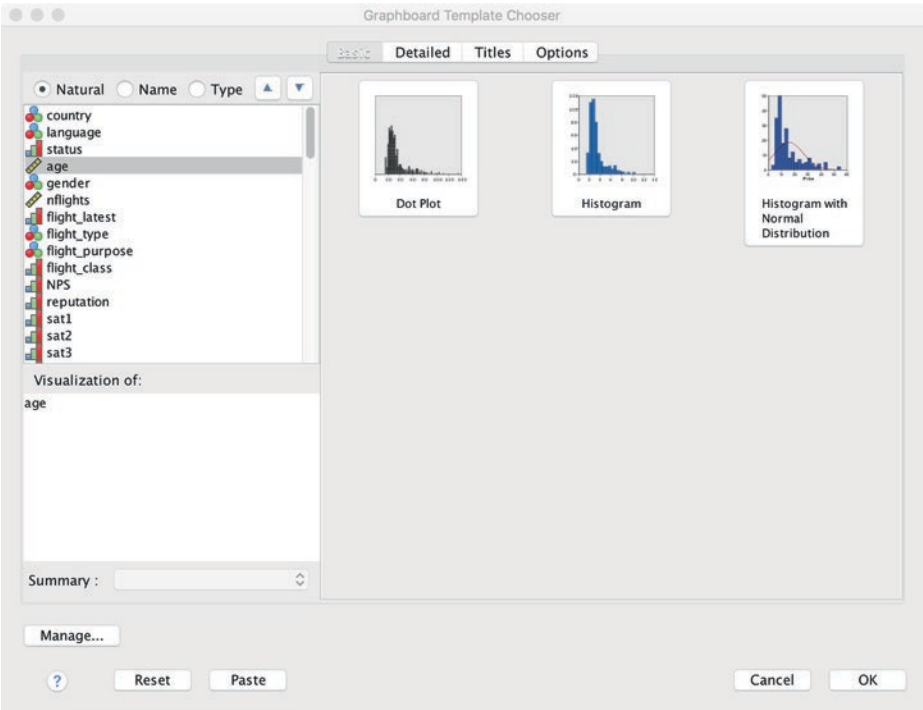 Graphboard Template Chooser
Basic Detailed Titles Options
Natural Name Type
country
language
status
age
gender
nflights
flight_latest
flight_type
flight_purpose
flight_class
NPS
reputation
sat1
sat2
sat3
Visualization of:
age
Summary :
Dot Plot
Histogram
Histogram with
Normal
Distribution
Manage...
? Reset Paste Cancel OK